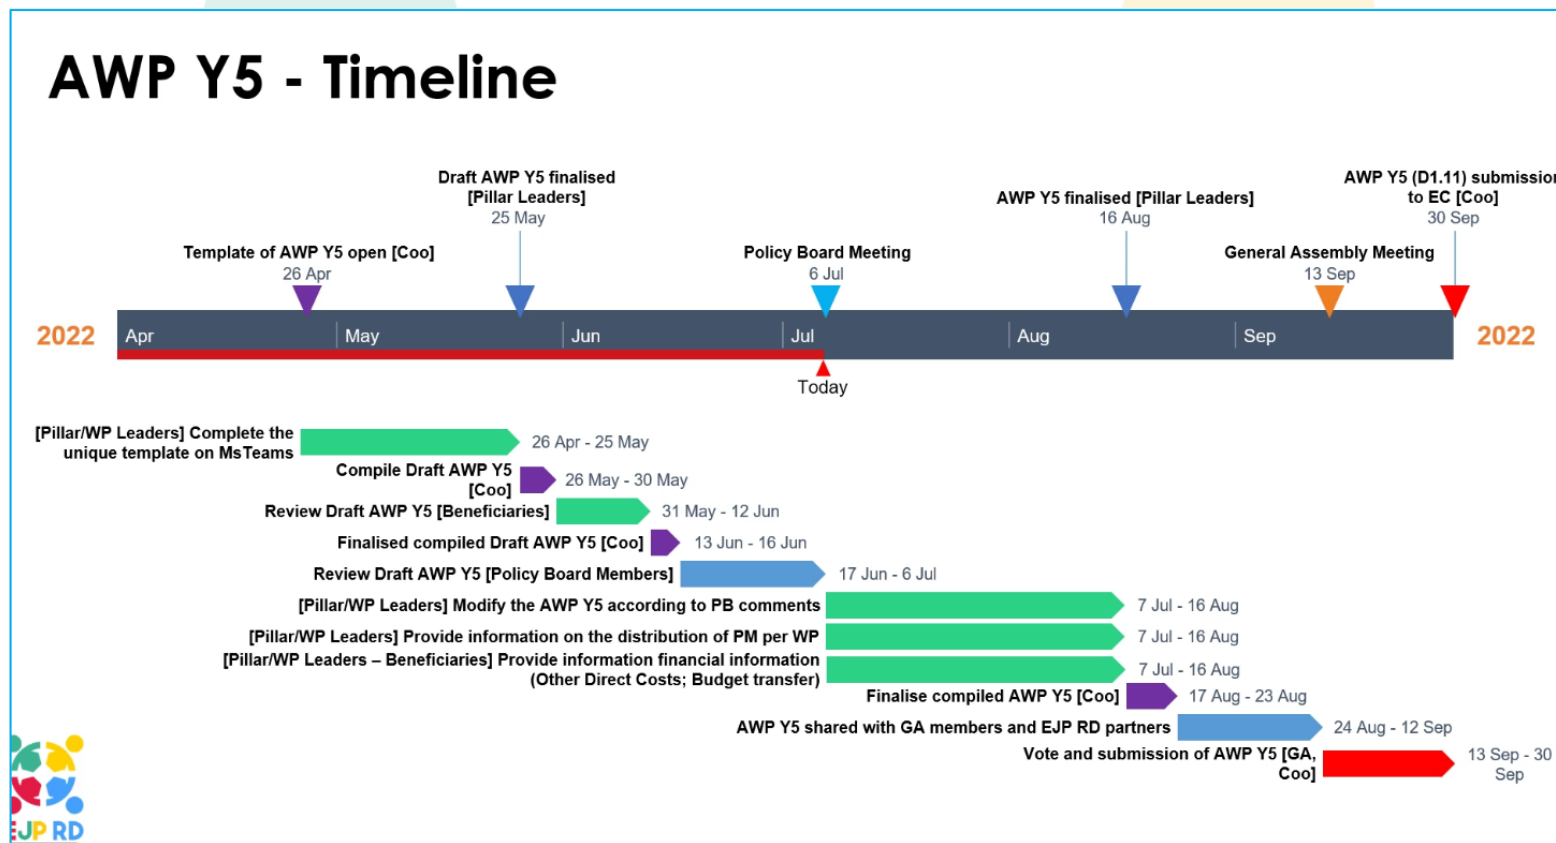 AWP Y5 - Timeline
Draft AWP Y5 finalised
[Pillar Leaders]
25 May
AWP Y5 finalised [Pillar Leaders]
16 Aug
AWP Y5 (D1.11) submission
to EC [Coo]
30 Sep
Template of AWP Y5 open [Coo]
26 Apr
Policy Board Meeting
6 Jul
General Assembly Meeting
13 Sep
2022
Apr
May
Jun
Jul
Aug
Sep
2022
Today
[Pillar/WP Leaders] Complete the
unique template on MsTeams
26 Apr - 25 May
Compile Draft AWP Y5
[Coo]
26 May - 30 May
Review Draft AWP Y5 [Beneficiaries]
31 May - 12 Jun
Finalised compiled Draft AWP Y5 [Coo]
13 Jun - 16 Jun
Review Draft AWP Y5 [Policy Board Members]
17 Jun - 6 Jul
[Pillar/WP Leaders] Modify the AWP Y5 according to PB comments
7 Jul - 16 Aug
[Pillar/WP Leaders] Provide information on the distribution of PM per WP
7 Jul - 16 Aug
[Pillar/WP Leaders – Beneficiaries] Provide information financial information
(Other Direct Costs; Budget transfer)
7 Jul - 16 Aug
Finalise compiled AWP Y5 [Coo]
17 Aug - 23 Aug
AWP Y5 shared with GA members and EJP RD partners
24 Aug - 12 Sep
Vote and submission of AWP Y5 [GA,
Coo]
13 Sep - 30
Sep
EJP RD